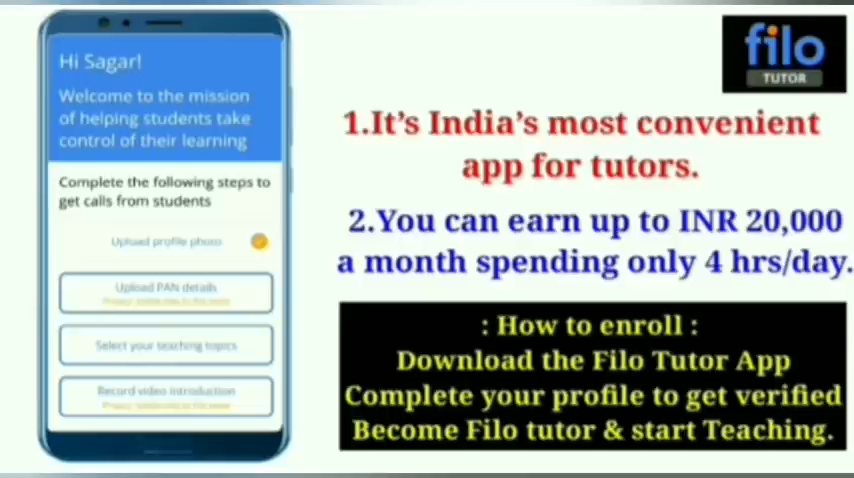 Hi Sagar!
Welcome to the mission
of helping students take
control of their learning
Complete the following steps to
get calls from students
Upload profile photo
Upload PAN details
Select your teaching topics
Record video introduction
filo
TUTOR
1.It's India's most convenient
app for tutors.
2.You can earn up to INR 20,000
a month spending only 4 hrs/day.
: How to enroll :
Download the Filo Tutor App
Complete your profile to get verified
Become Filo tutor & start Teaching.